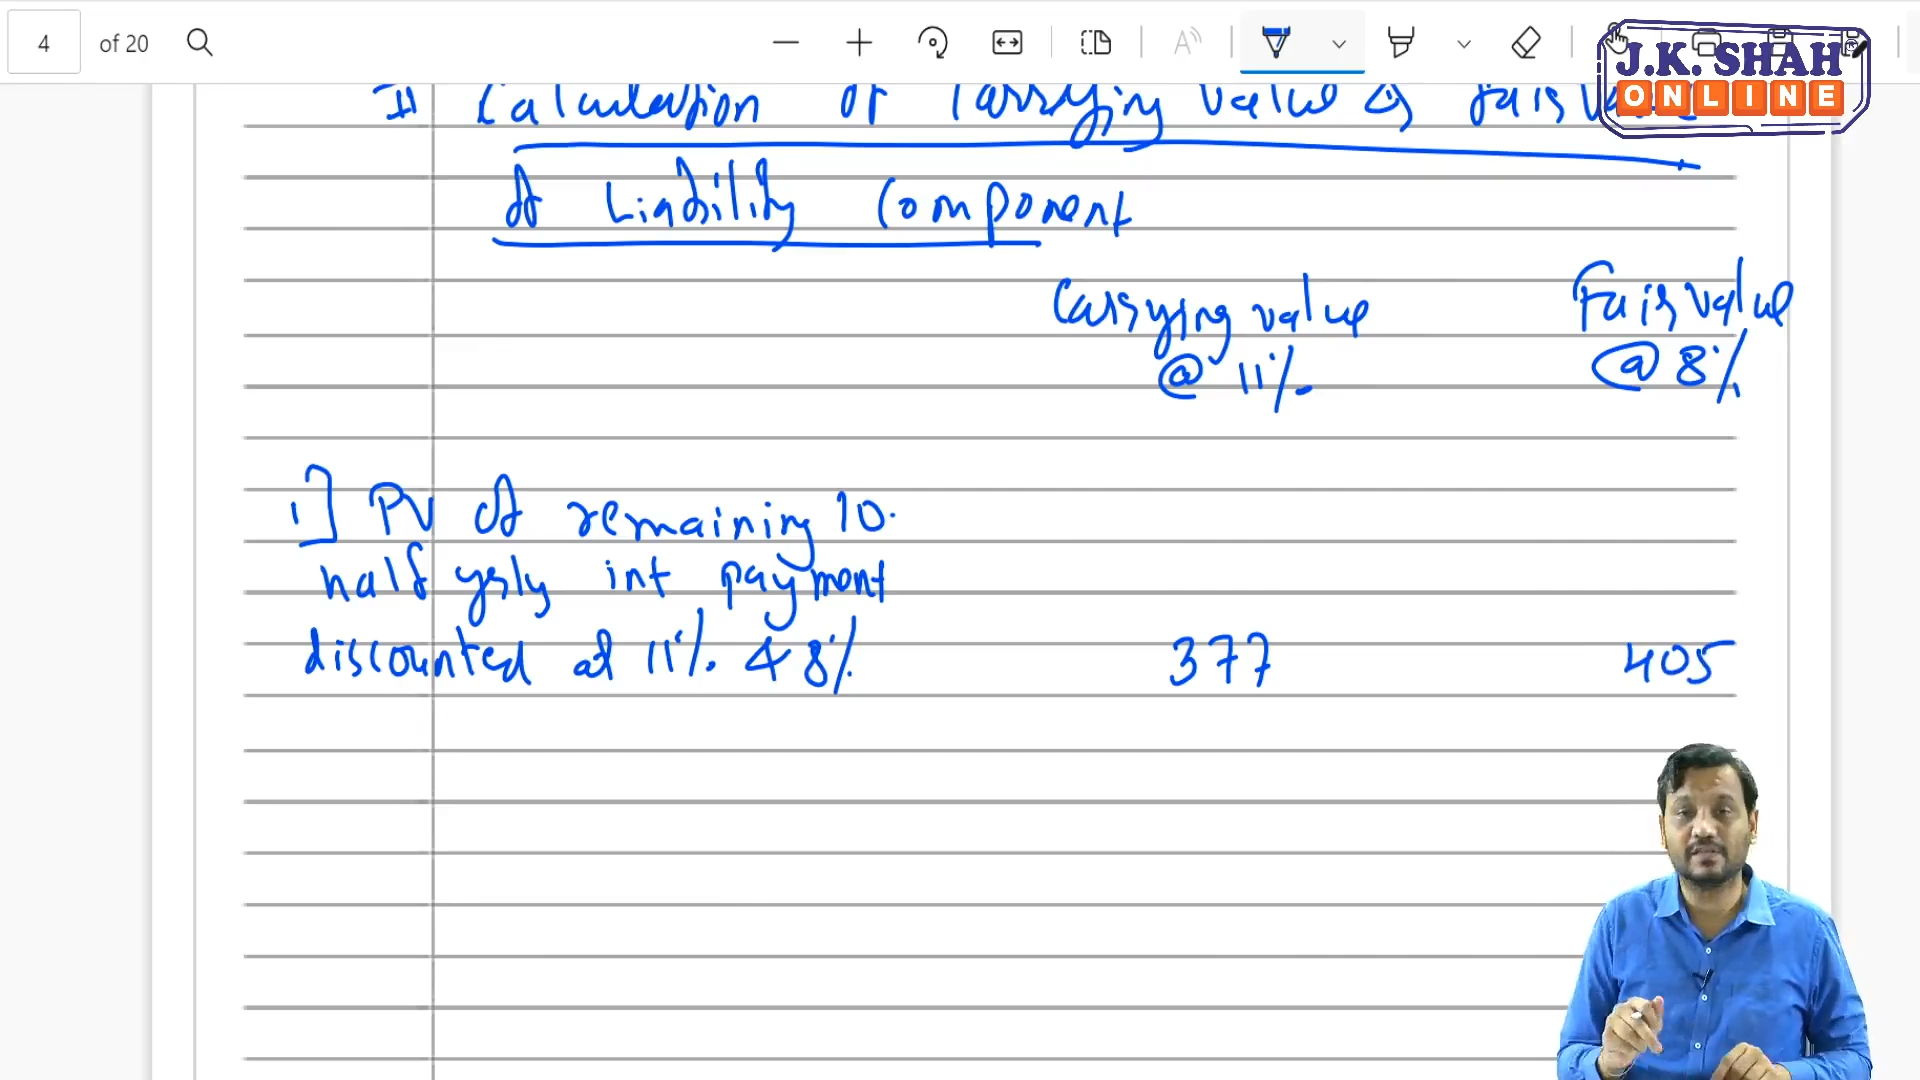 4 of 20
J.K. SHAH
ONLINE
II Calculation of Carrying value & fair
of Liability Component
Carrying value @ 11%
Fair value @ 8%
1] PV of remaining 10
half yrly int payment
discounted at 11% & 8% 377 405